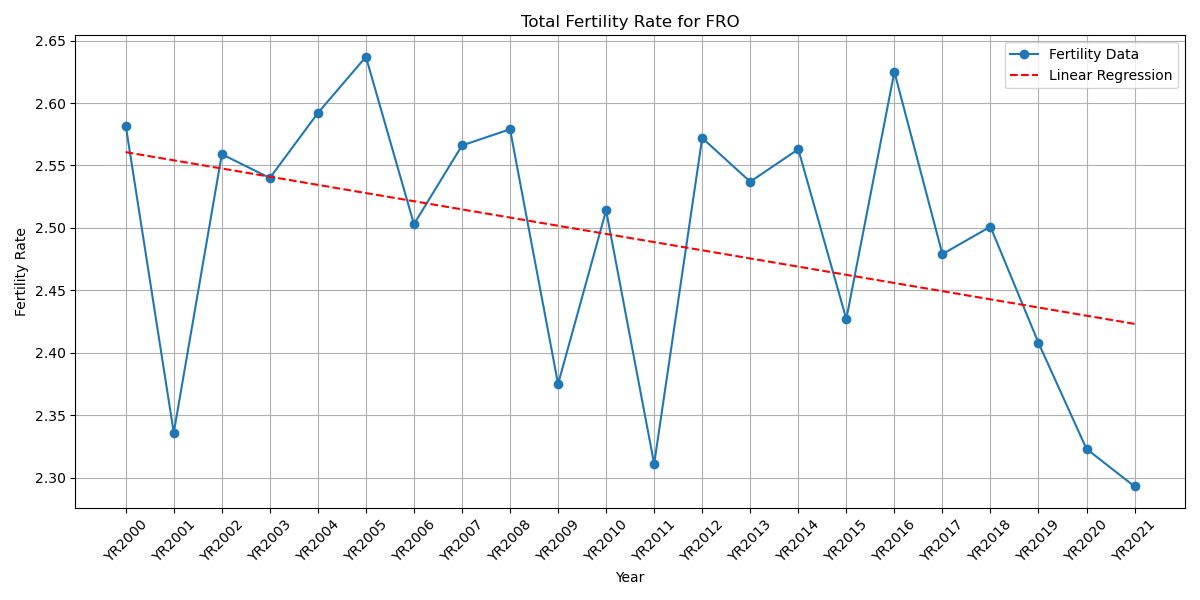 Total Fertility Rate for FRO
Fertility Data
Linear Regression
Fertility Rate
2.65
2.60
2.55
2.50
2.45
2.40
2.35
2.30
YR2000
YR2001
YR2002
YR2003
YR2004
YR2005
YR2006
YR2007
YR2008
YR2009
YR2010
YR2011
YR2012
YR2013
YR2014
YR2015
YR2016
YR2017
YR2018
YR2019
YR2020
YR2021
Year